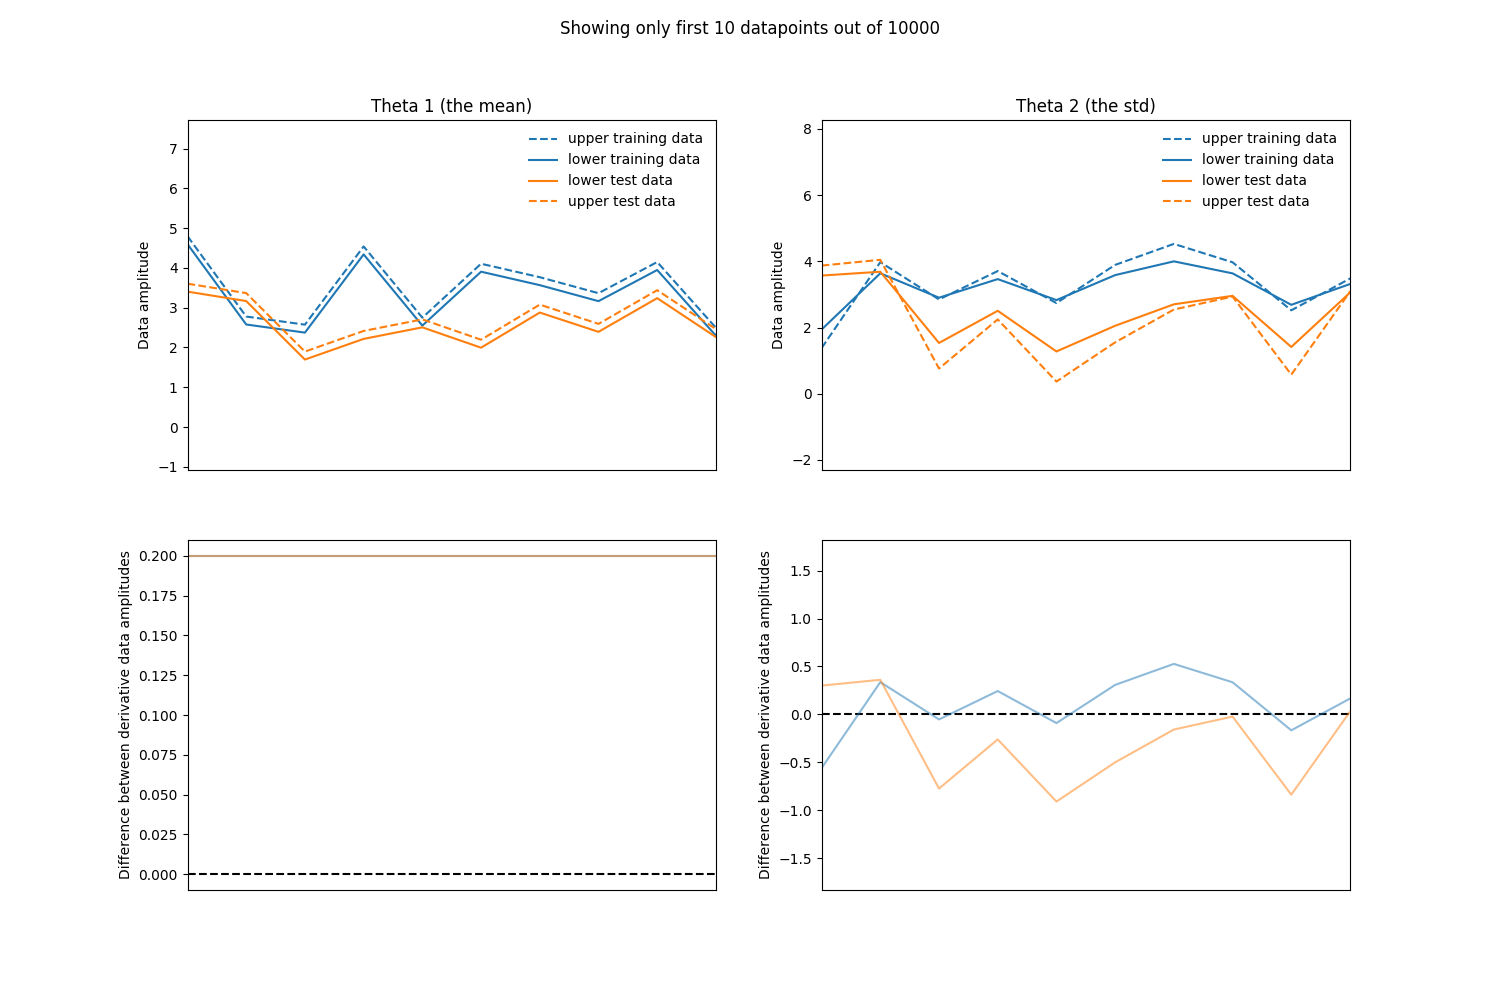 Showing only first 10 datapoints out of 10000
Theta 1 (the mean)
Data amplitude
7
6
5
4
3
2
1
0
−1
upper training data
lower training data
lower test data
upper test data
Theta 2 (the std)
Data amplitude
8
6
4
2
0
−2
upper training data
lower training data
lower test data
upper test data
Difference between derivative data amplitudes
0.200
0.175
0.150
0.125
0.100
0.075
0.050
0.025
0.000
Difference between derivative data amplitudes
1.5
1.0
0.5
0.0
−0.5
−1.0
−1.5